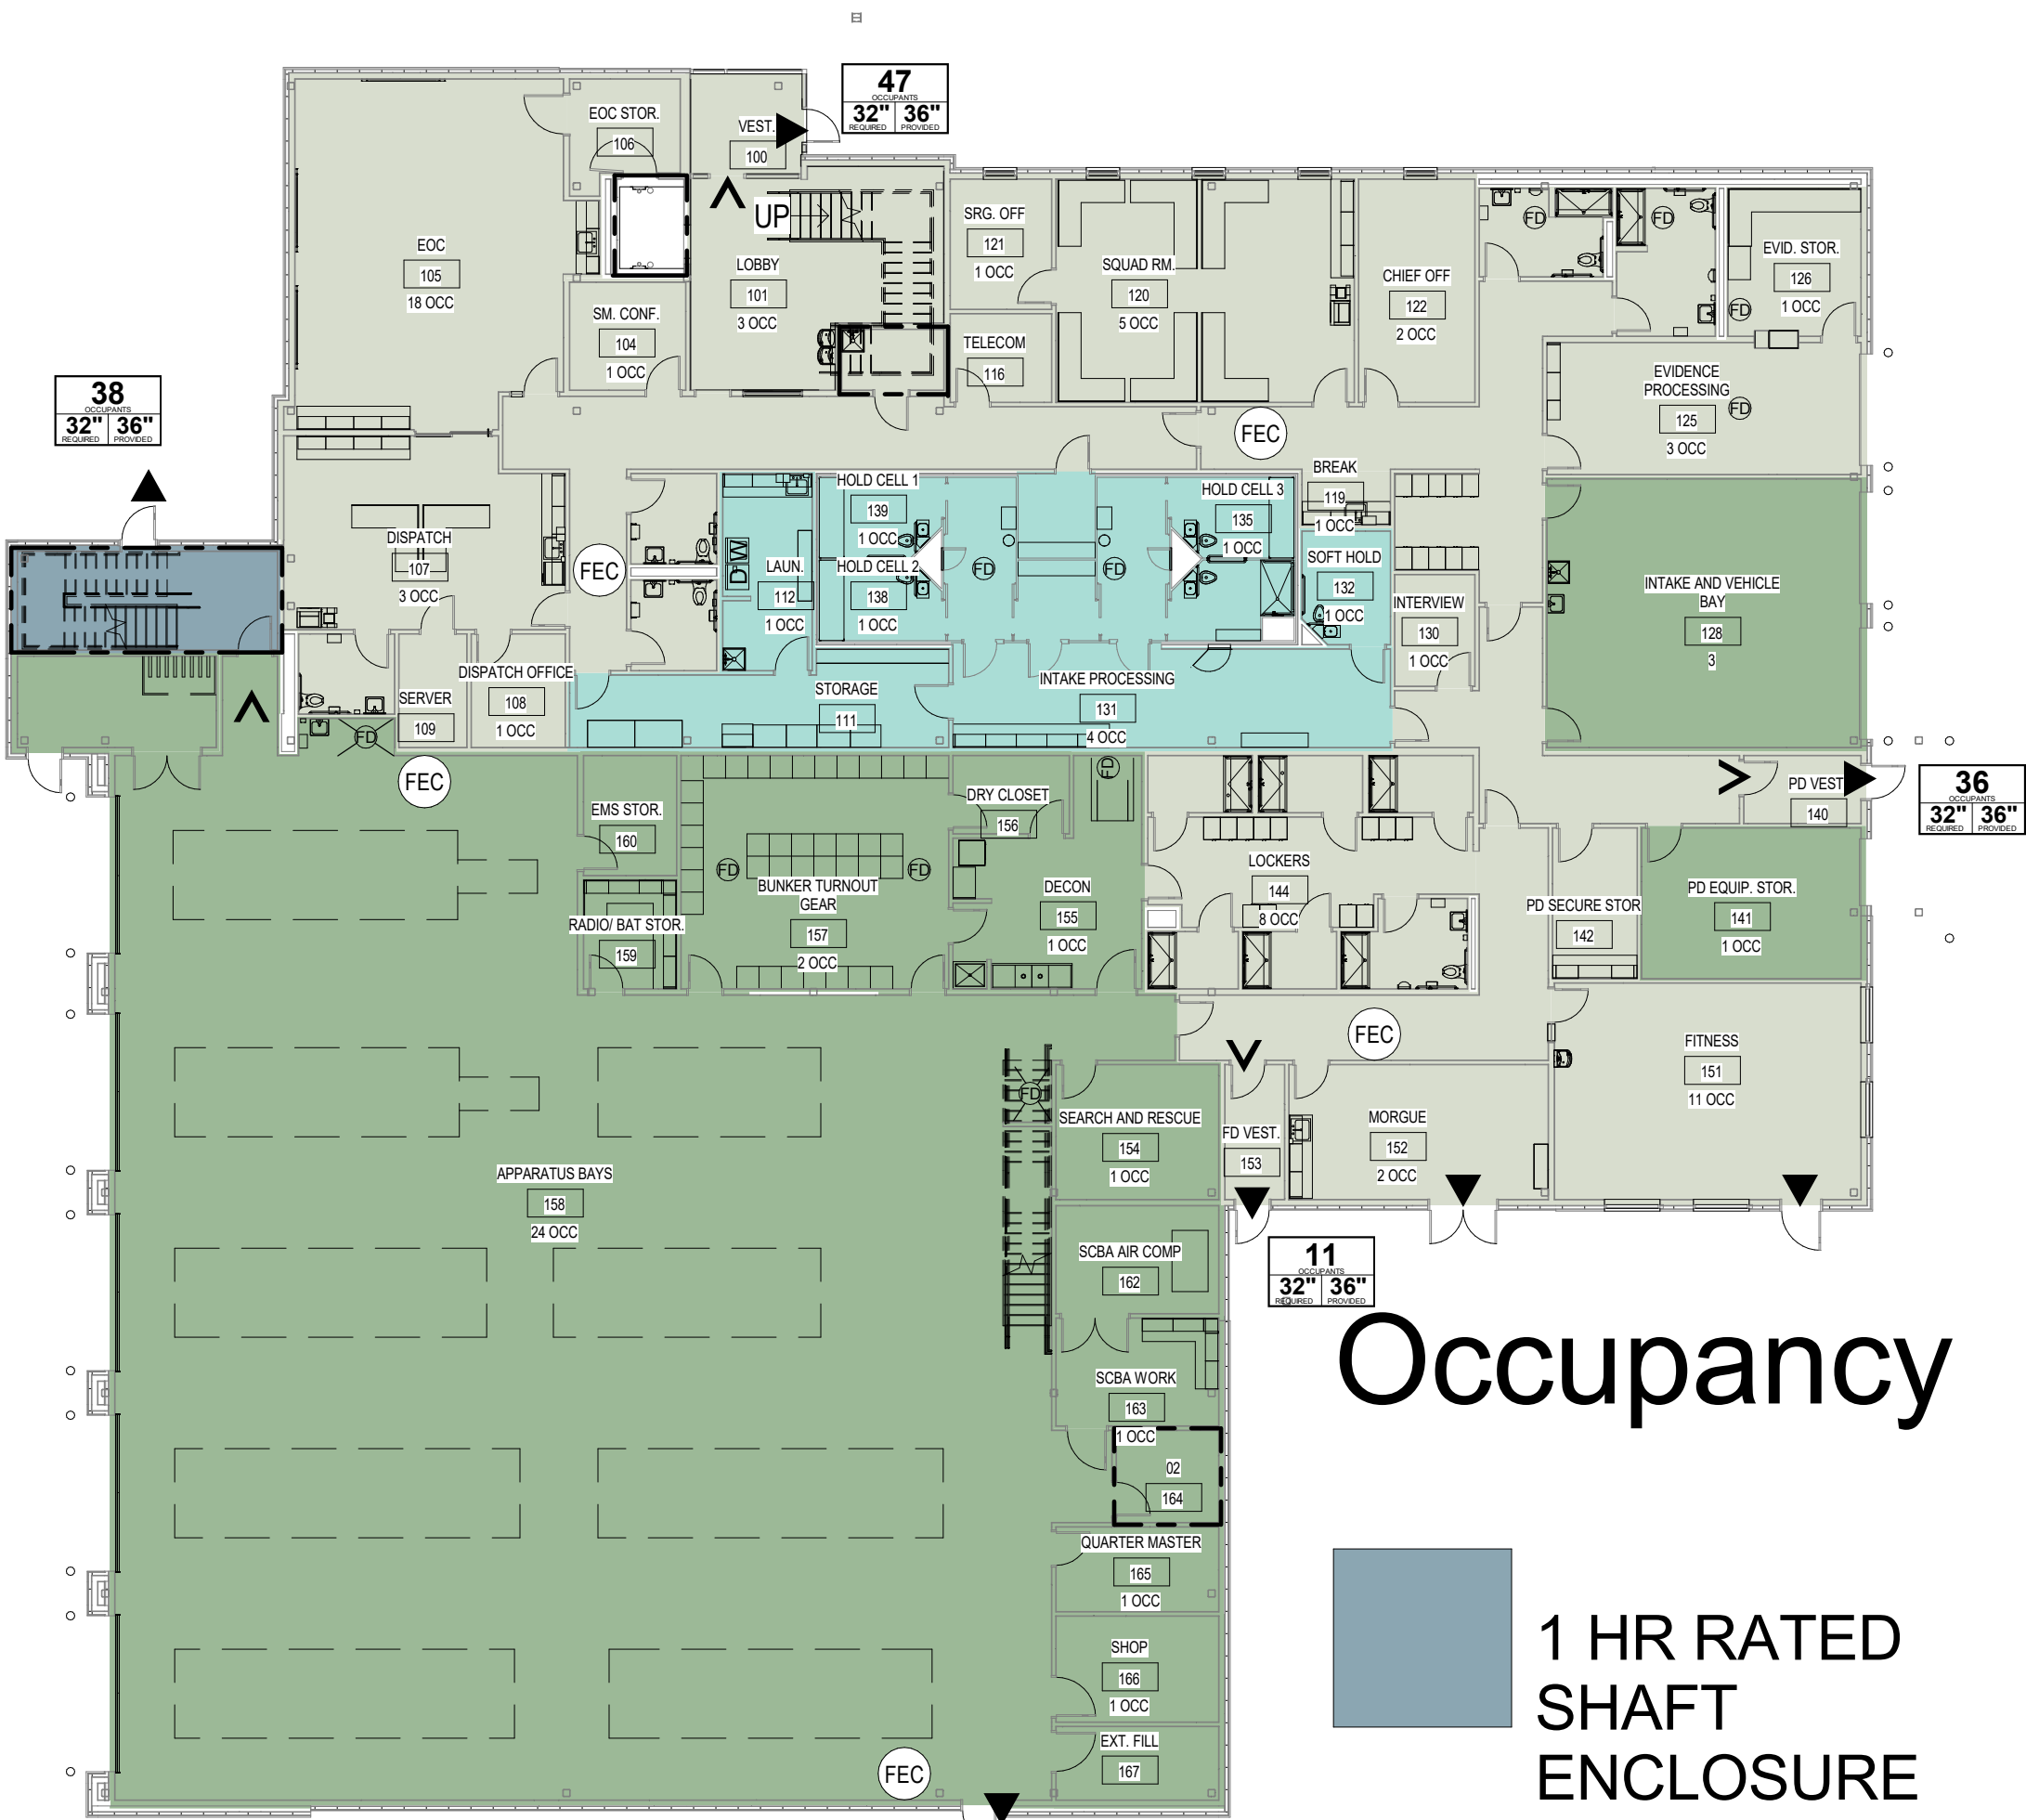 47
OCCUPANTS
32" 36"
REQUIRED PROVIDED
EOC STOR.
106
VEST.
100
UP
LOBBY
101
3 OCC
EOC
105
18 OCC
SM. CONF.
104
1 OCC
SRG. OFF
121
1 OCC
TELECOM
116
SQUAD RM.
120
5 OCC
CHIEF OFF
122
2 OCC
FD
FD
EVID. STOR.
126
1 OCC
FD
EVIDENCE
PROCESSING
125
3 OCC
FD
38
OCCUPANTS
32" 36"
REQUIRED PROVIDED
FEC
BREAK
119
1 OCC
HOLD CELL 1
139
1 OCC
HOLD CELL 2
138
1 OCC
HOLD CELL 3
135
1 OCC
FD
FD
SOFT HOLD
132
1 OCC
INTERVIEW
130
1 OCC
INTAKE AND VEHICLE
BAY
128
3
DISPATCH
107
3 OCC
FEC
W
D
LAUN.
112
1 OCC
DISPATCH OFFICE
108
1 OCC
SERVER
109
FD
STORAGE
111
INTAKE PROCESSING
131
4 OCC
FEC
PD VEST
140
36
OCCUPANTS
32" 36"
REQUIRED PROVIDED
EMS STOR.
160
FD
FD
BUNKER TURNOUT
GEAR
157
2 OCC
RADIO/ BAT STOR.
159
DRY CLOSET
156
FD
DECON
155
1 OCC
LOCKERS
144
8 OCC
PD SECURE STOR
142
PD EQUIP. STOR.
141
1 OCC
FEC
FITNESS
151
11 OCC
FD
SEARCH AND RESCUE
154
1 OCC
FD VEST.
153
MORGUE
152
2 OCC
APPARATUS BAYS
158
24 OCC
SCBA AIR COMP
162
11
OCCUPANTS
32" 36"
REQUIRED PROVIDED
SCBA WORK
163
1 OCC
02
164
QUARTER MASTER
165
1 OCC
SHOP
166
1 OCC
EXT. FILL
167
FEC
Occupancy
1 HR RATED
SHAFT
ENCLOSURE